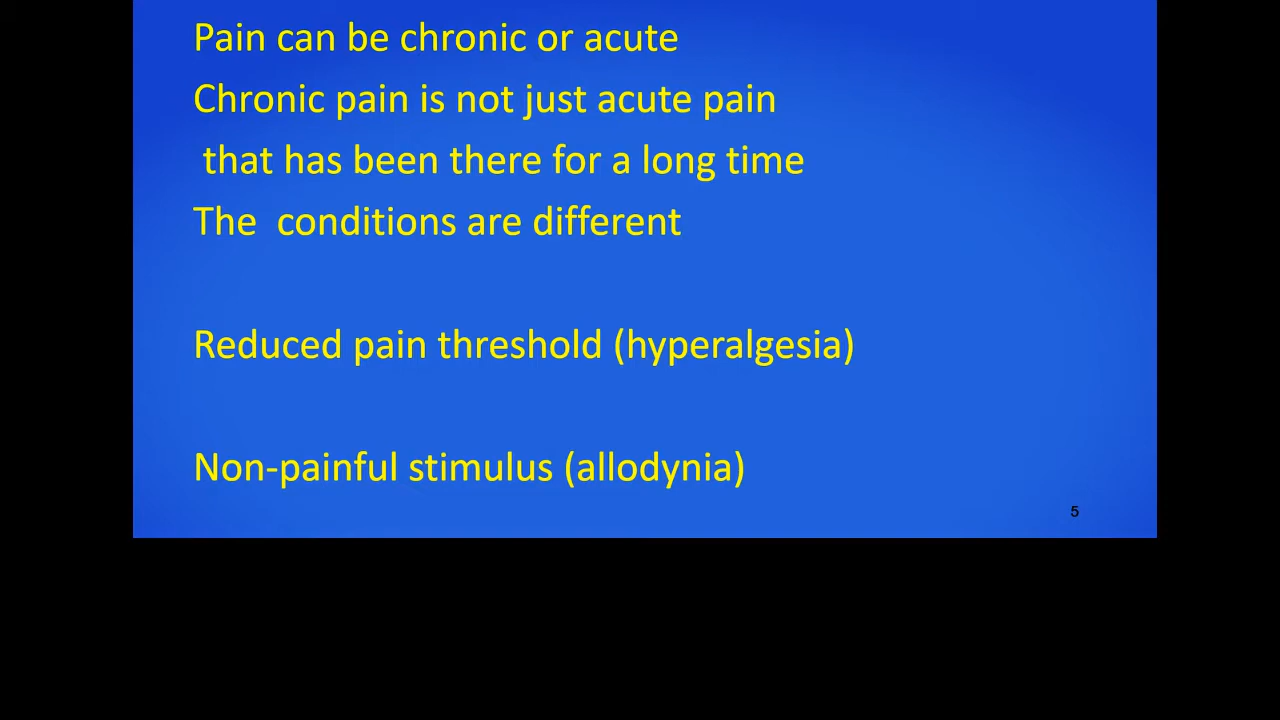 Pain can be chronic or acute
Chronic pain is not just acute pain
that has been there for a long time
The  conditions are different
Reduced pain threshold (hyperalgesia)
Non-painful stimulus (allodynia)
5